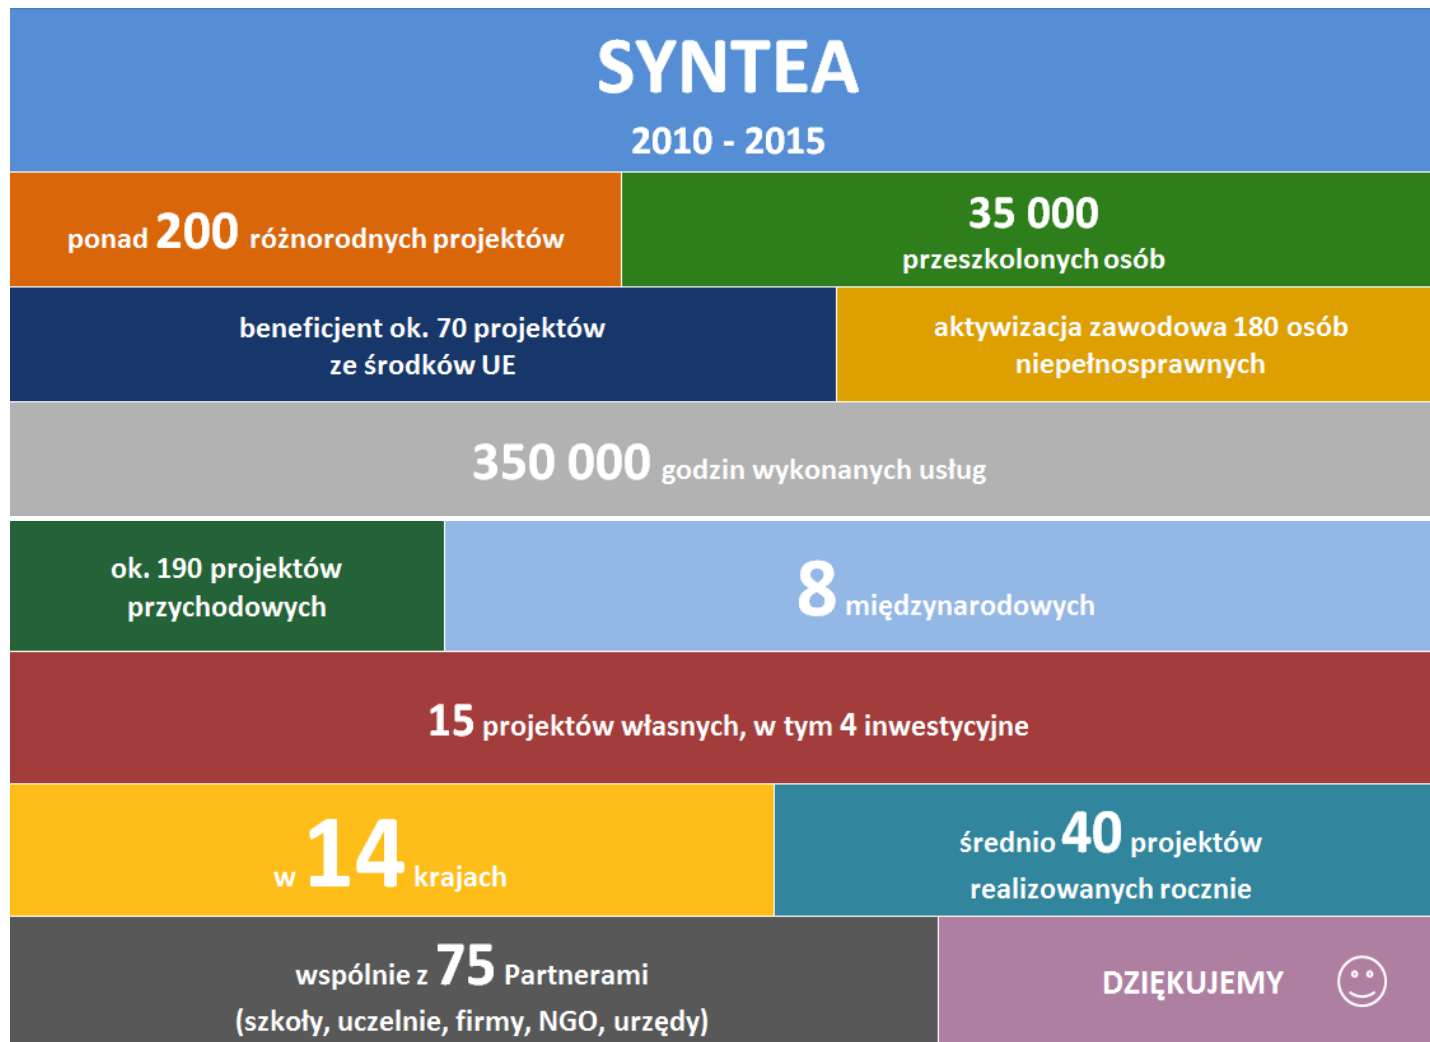 SYNTEA
2010 - 2015
ponad 200 różnorodnych projektów
35 000
przeszkolonych osób
beneficjent ok. 70 projektów
ze środków UE
aktywizacja zawodowa 180 osób
niepełnosprawnych
350 000 godzin wykonanych usług
ok. 190 projektów
przychodowych
8 międzynarodowych
15 projektów własnych, w tym 4 inwestycyjne
w 14 krajach
średnio 40 projektów
realizowanych rocznie
wspólnie z 75 Partnerami
(szkoły, uczelnie, firmy, NGO, urzędy)
DZIĘKUJEMY